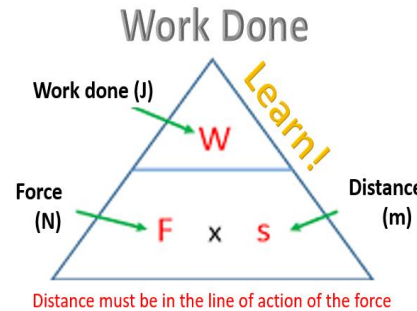 Work Done
Learn!
Work done (J)
W
Force
(N)
Distance
(m)
F x s
Distance must be in the line of action of the force